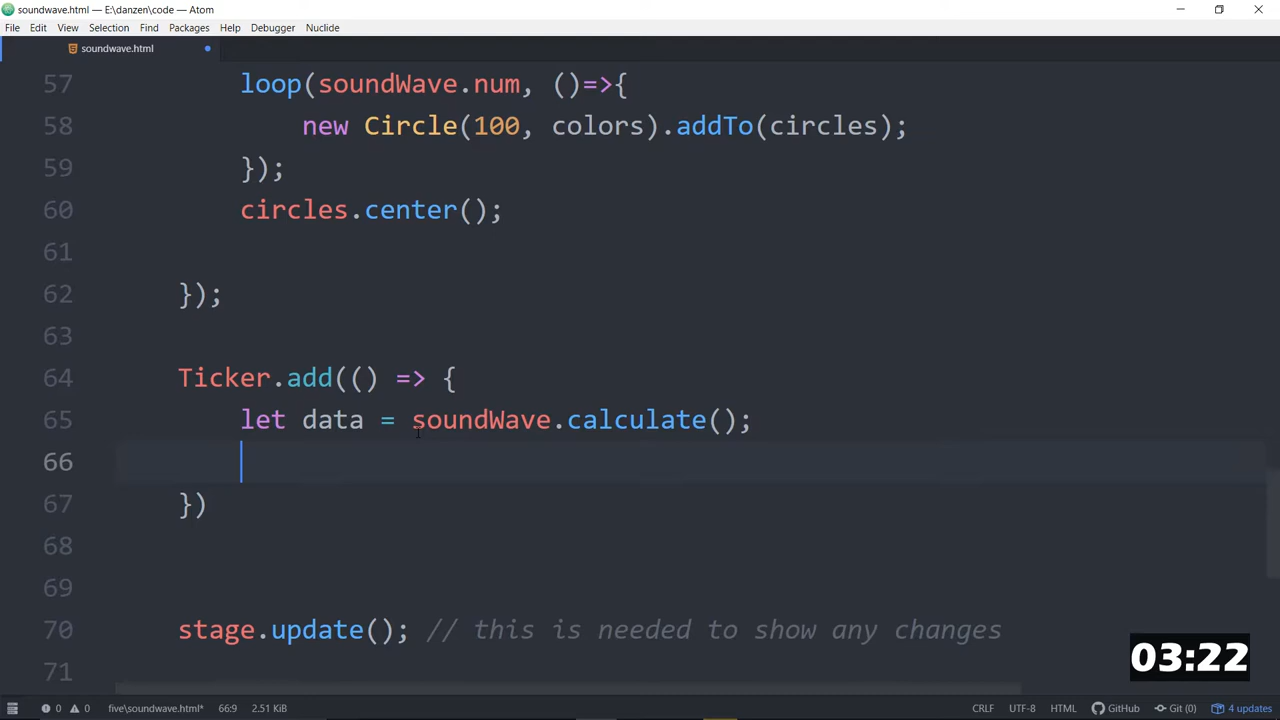 soundwave.html — E:\danzen\code — Atom
File Edit View Selection Find Packages Help Debugger Nuclide
soundwave.html
57 loop(soundWave.num, ()=>{
58 new Circle(100, colors).addTo(circles);
59 });
60 circles.center();
61
62 });
63
64 Ticker.add(() => {
65 let data = soundWave.calculate();
66
67 })
68
69
70 stage.update(); // this is needed to show any changes
71
03:22
0 0 five\soundwave.html* 66:9 2.51 KiB CRLF UTF-8 HTML GitHub Git (0) 4 updates